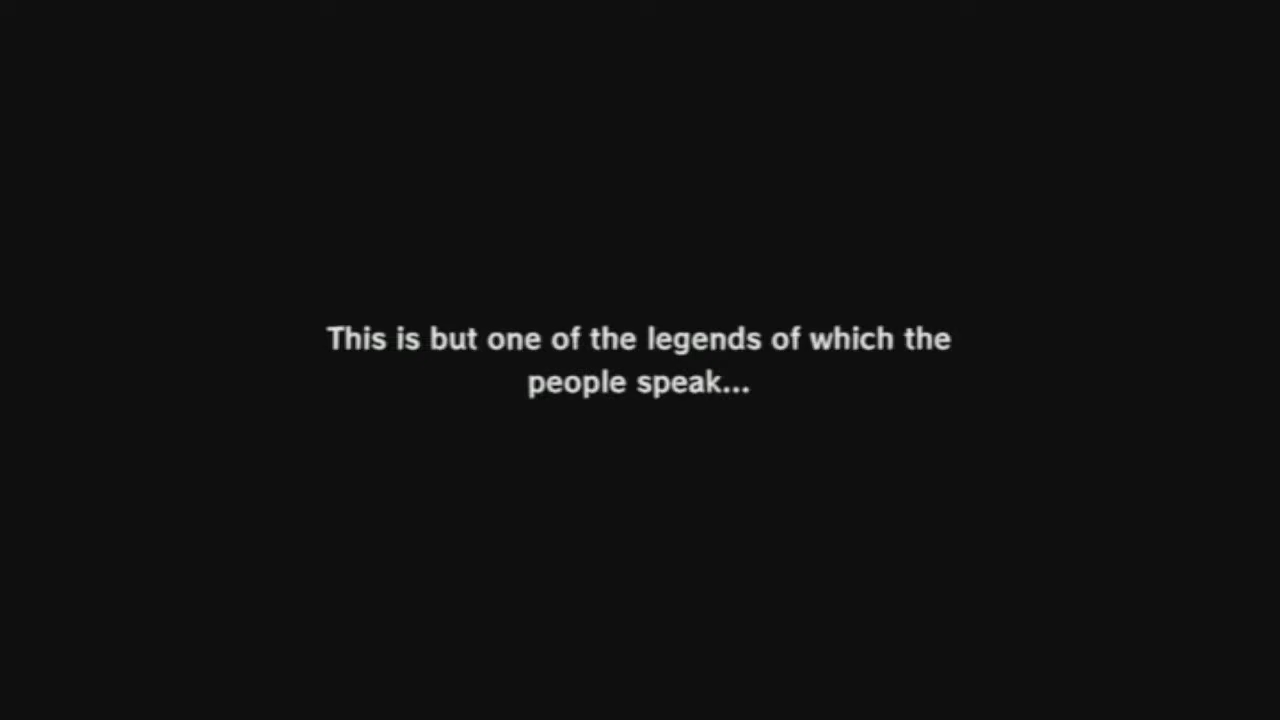 This is but one of the legends of which the
people speak...